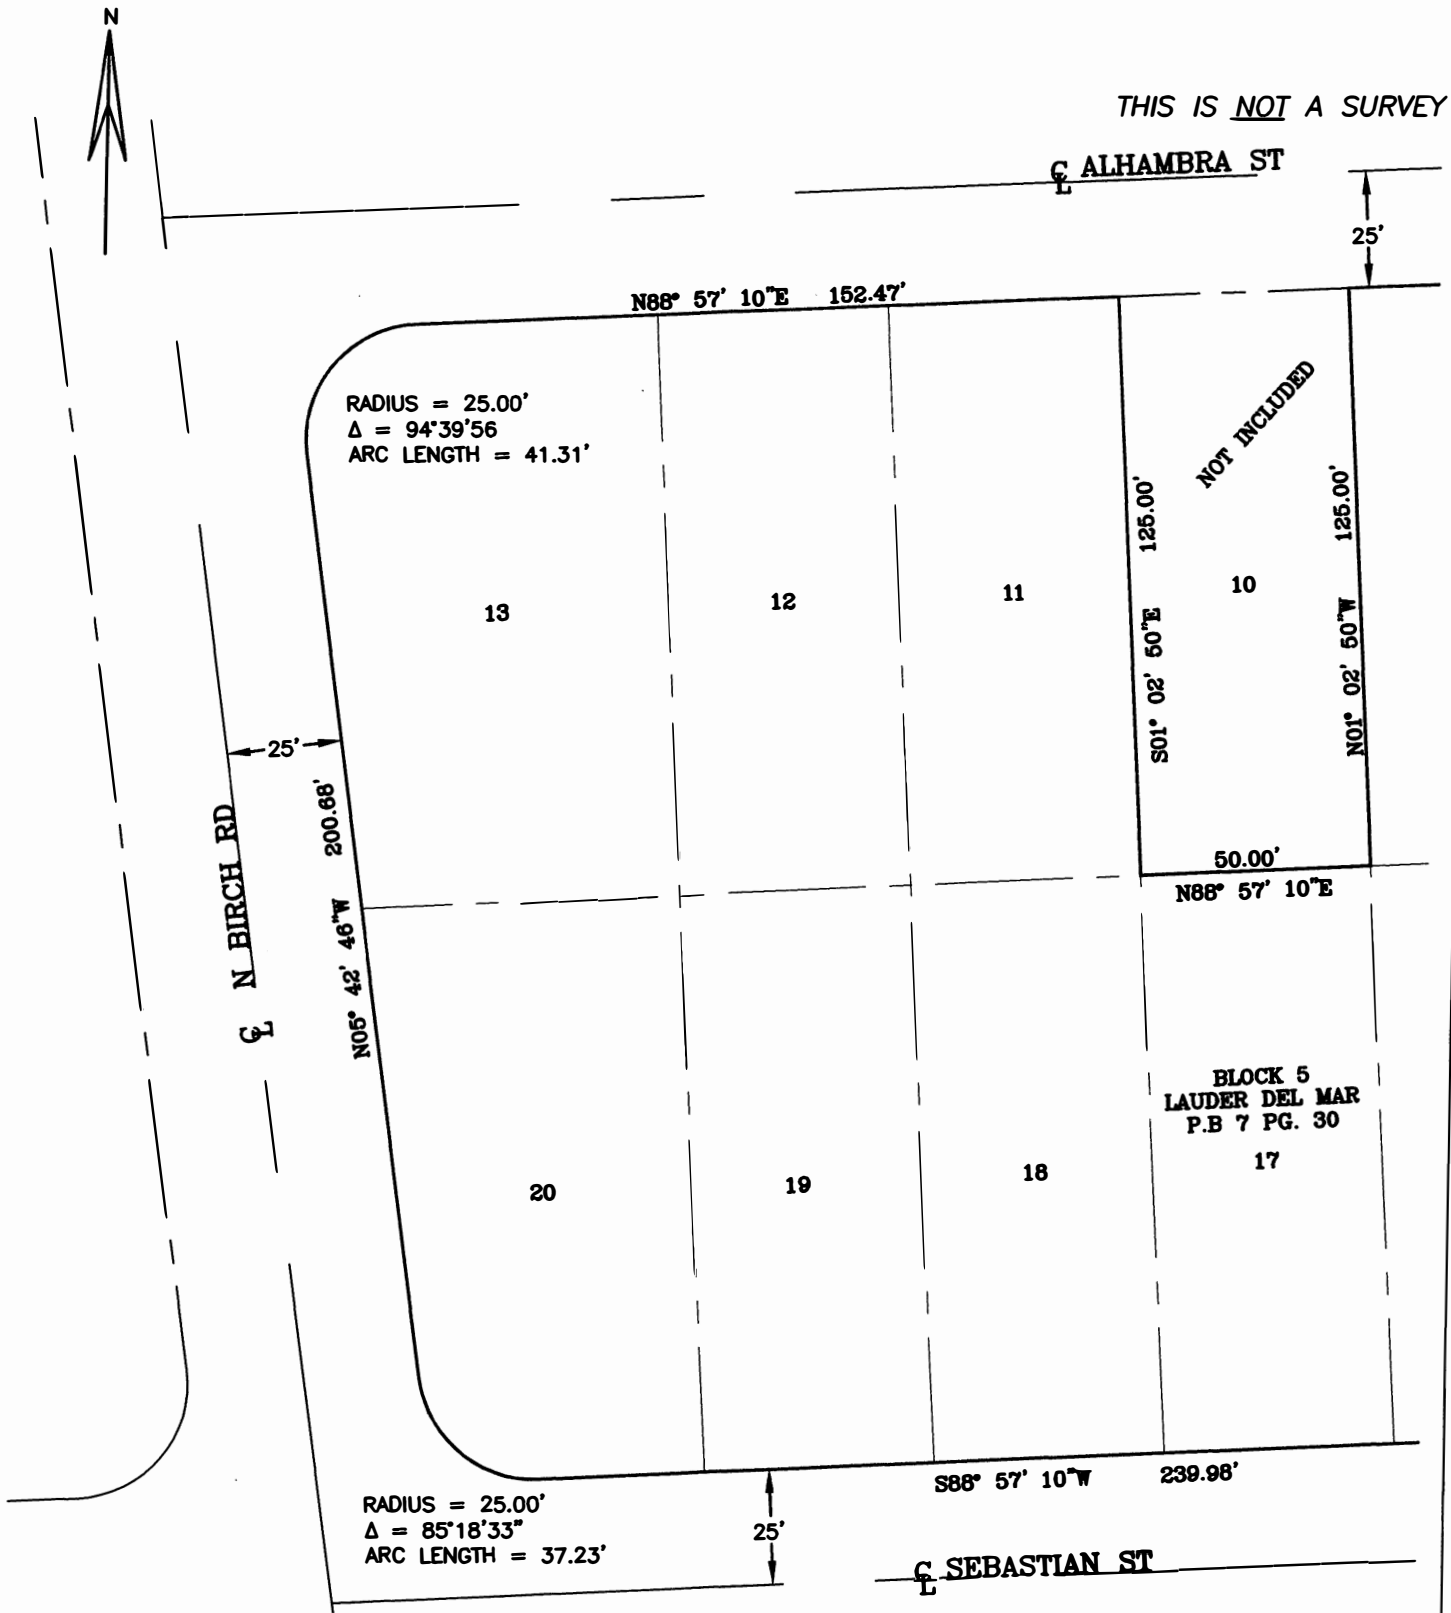 N
THIS IS NOT A SURVEY
℄ ALHAMBRA ST
25'
N88° 57' 10"E 152.47'
RADIUS = 25.00'
Δ = 94°39'56
ARC LENGTH = 41.31'
NOT INCLUDED
13
12
11
10
S01° 02' 50"E 125.00'
N01° 02' 50"W 125.00'
25'
N05° 42' 46"W 200.68'
℄ N BIRCH RD
50.00'
N88° 57' 10"E
BLOCK 5
LAUDER DEL MAR
P.B 7 PG. 30
17
20
19
18
S88° 57' 10"W 239.98'
RADIUS = 25.00'
Δ = 85°18'33"
ARC LENGTH = 37.23'
25'
℄ SEBASTIAN ST